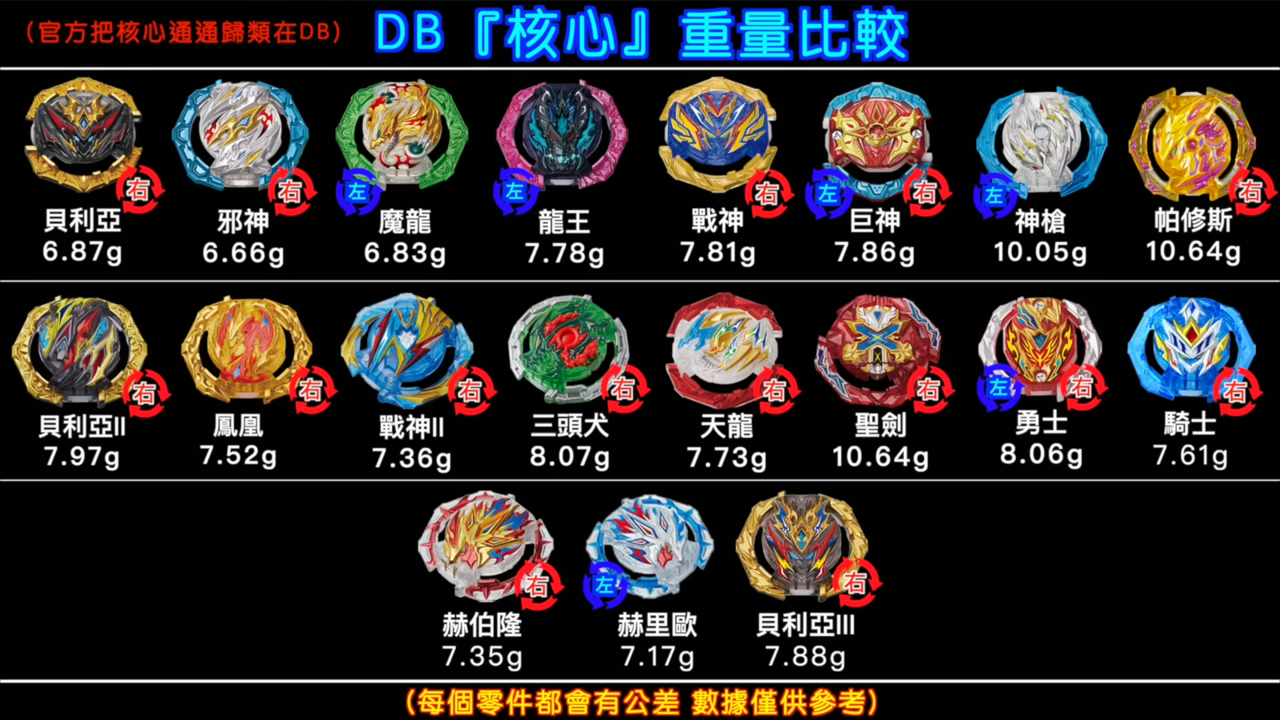 （官方把核心通通歸類在DB）
DB『核心』重量比較
右 右 左 左 右 左 右 左 右
貝利亞 邪神 魔龍 龍王 戰神 巨神 神槍 帕修斯
6.87g 6.66g 6.83g 7.78g 7.81g 7.86g 10.05g 10.64g
右 右 右 右 右 右 左 右 右
貝利亞II 鳳凰 戰神II 三頭犬 天龍 聖劍 勇士 騎士
7.97g 7.52g 7.36g 8.07g 7.73g 10.64g 8.06g 7.61g
右 左 右
赫伯隆 赫里歐 貝利亞III
7.35g 7.17g 7.88g
（每個零件都會有公差 數據僅供參考）